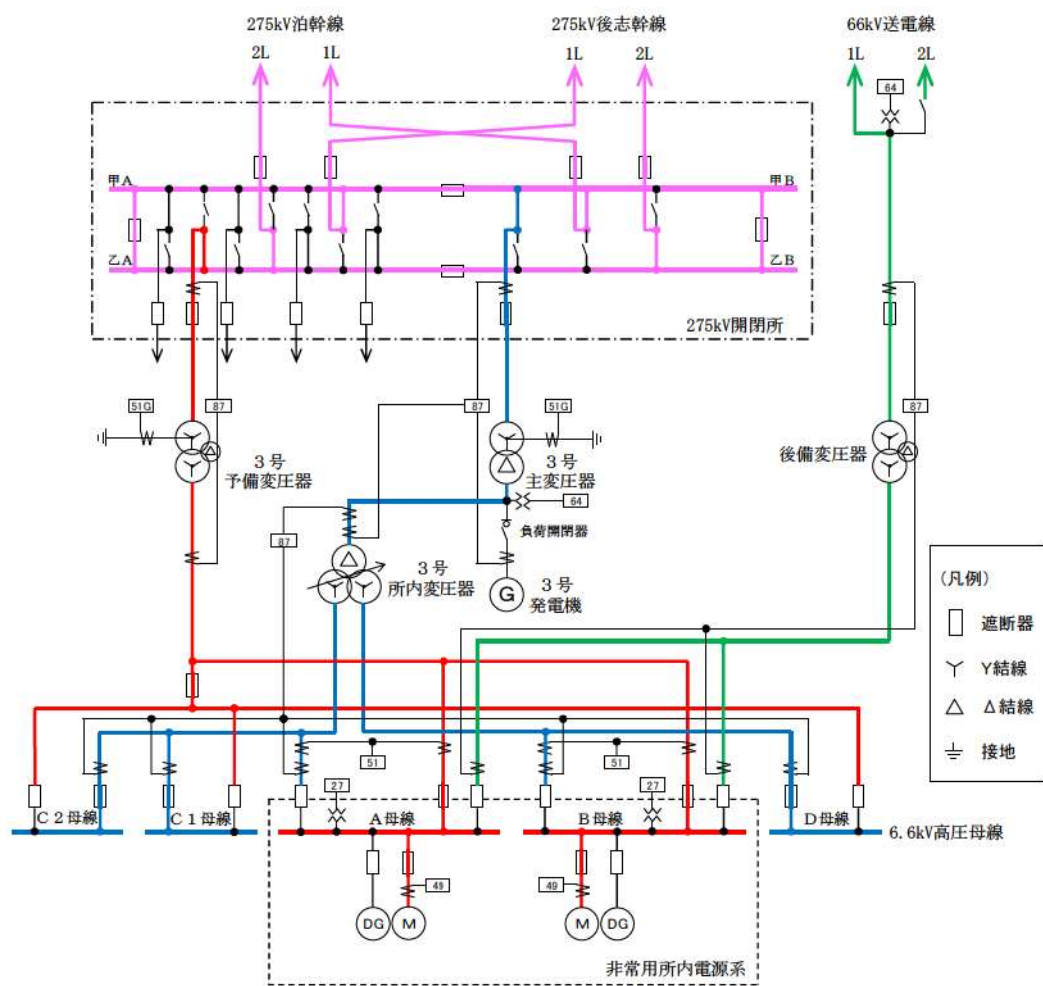 275kV泊幹線
275kV後志幹線
66kV送電線
2L
1L
1L
2L
1L
2L
64
甲A
甲B
乙A
乙B
275kV開閉所
51G
87
87
51G
87
3号
予備変圧器
3号
主変圧器
後備変圧器
64
87
負荷開閉器
3号
所内変圧器
G
3号
発電機
(凡例)
遮断器
Y結線
Δ結線
接地
51
51
27
27
C2母線
C1母線
A母線
B母線
D母線
6.6kV高圧母線
49
49
DG
M
M
DG
非常用所内電源系